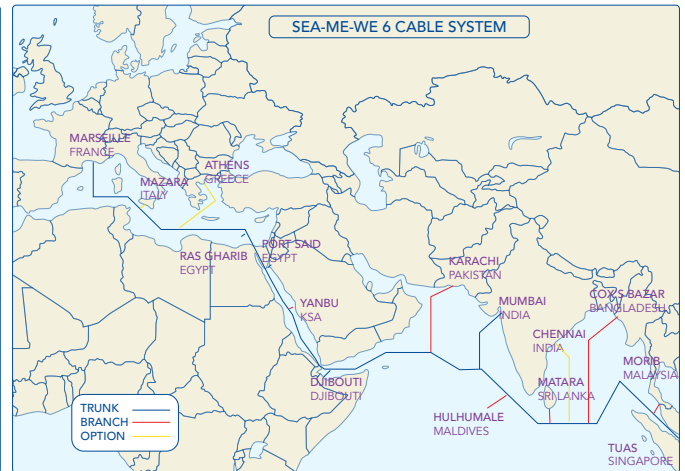 SEA-ME-WE 6 CABLE SYSTEM
MARSEILLE
FRANCE
ATHENS
GREECE
MAZARA
ITALY
PORT SAID
EGYPT
RAS GHARIB
EGYPT
KARACHI
PAKISTAN
YANBU
KSA
MUMBAI
INDIA
COX'S BAZAR
BANGLADESH
CHENNAI
INDIA
MORIB
MALAYSIA
DJIBOUTI
DJIBOUTI
MATARA
SRI LANKA
HULHUMALE
MALDIVES
TUAS
SINGAPORE
TRUNK
BRANCH
OPTION